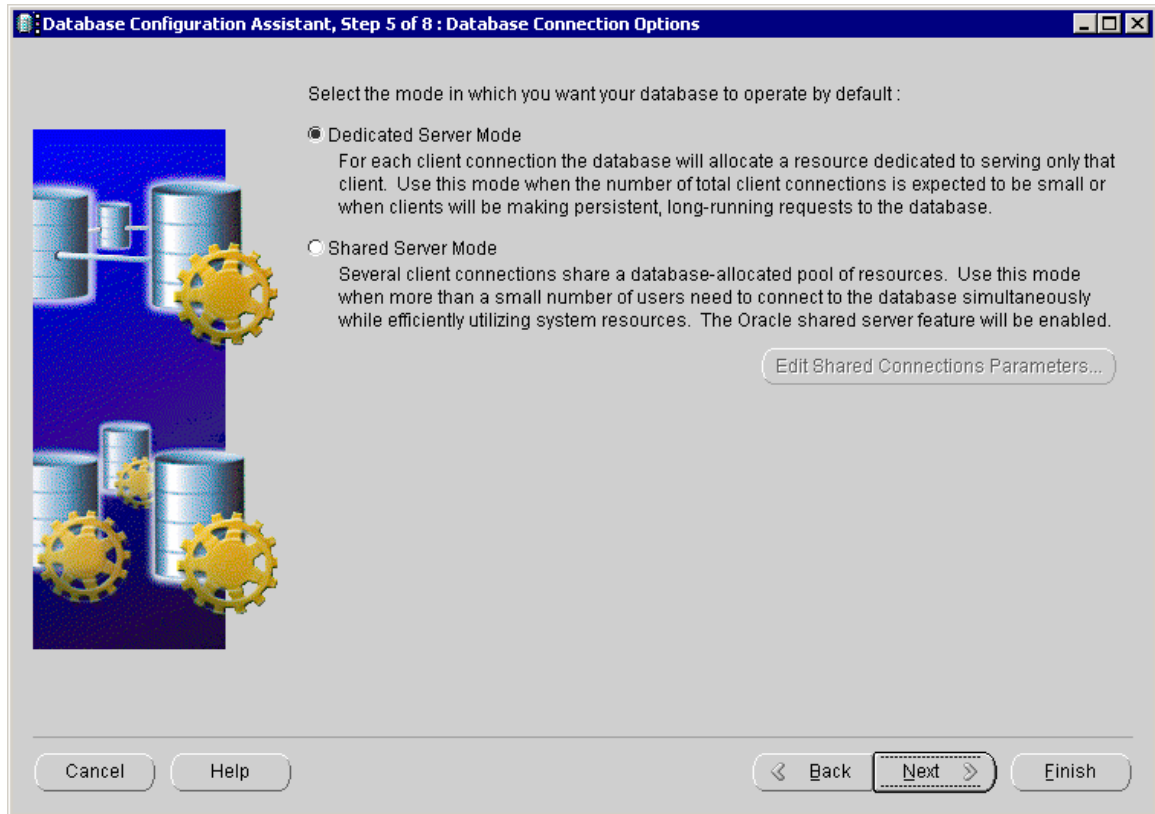 Database Configuration Assistant, Step 5 of 8 : Database Connection Options
Select the mode in which you want your database to operate by default :
Dedicated Server Mode
For each client connection the database will allocate a resource dedicated to serving only that
client. Use this mode when the number of total client connections is expected to be small or
when clients will be making persistent, long-running requests to the database.
Shared Server Mode
Several client connections share a database-allocated pool of resources. Use this mode
when more than a small number of users need to connect to the database simultaneously
while efficiently utilizing system resources. The Oracle shared server feature will be enabled.
Edit Shared Connections Parameters...
Cancel
Help
Back
Next
Finish